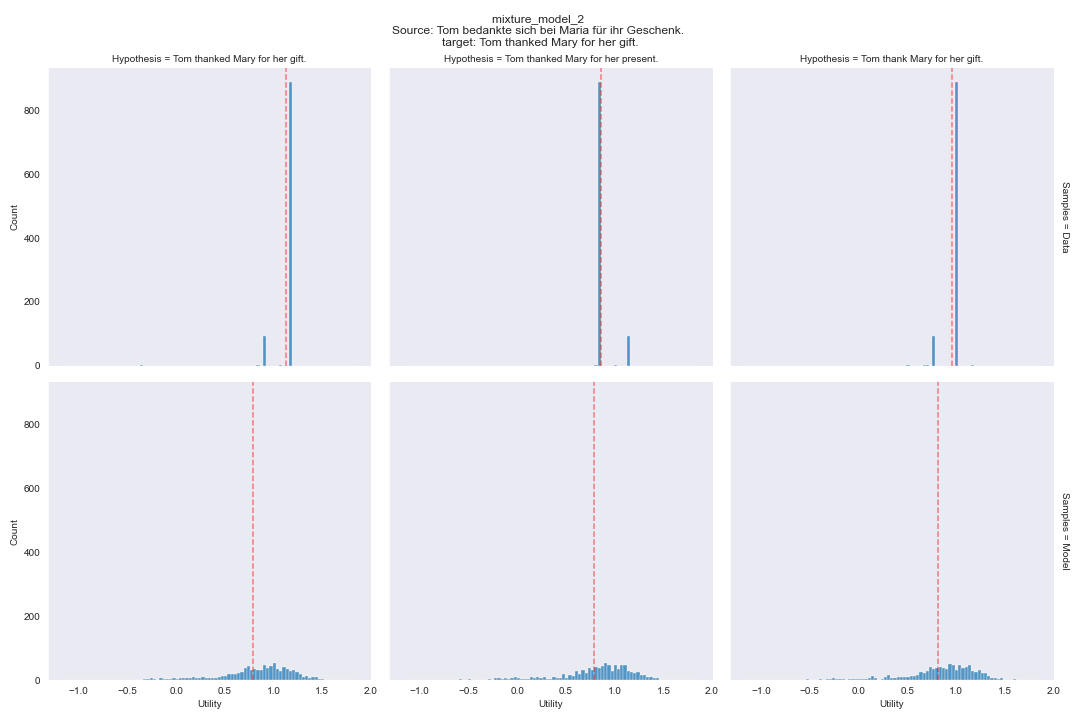 mixture_model_2
Source: Tom bedankte sich bei Maria für ihr Geschenk.
target: Tom thanked Mary for her gift.
Hypothesis = Tom thanked Mary for her gift.
Hypothesis = Tom thanked Mary for her present.
Hypothesis = Tom thank Mary for her gift.
800
600
400
200
0
Count
Samples = Data
800
600
400
200
0
Count
Samples = Model
−1.0 −0.5 0.0 0.5 1.0 1.5 2.0
−1.0 −0.5 0.0 0.5 1.0 1.5 2.0
−1.0 −0.5 0.0 0.5 1.0 1.5 2.0
Utility
Utility
Utility